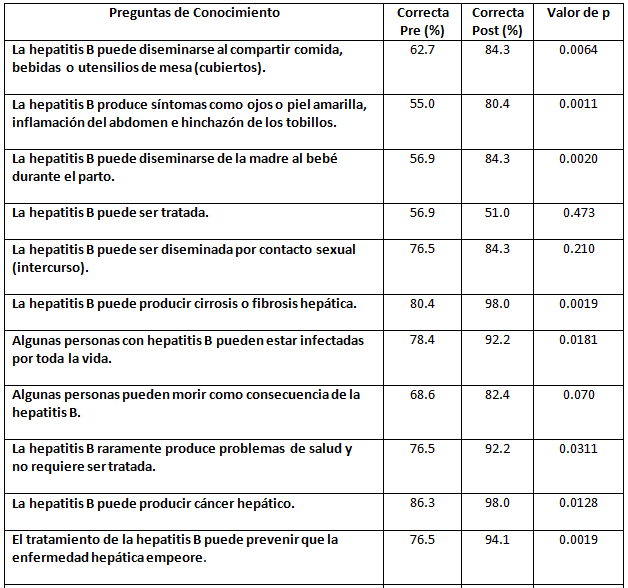 Preguntas de Conocimiento Correcta Correcta Valor de p
Pre (%) Post (%)
La hepatitis B puede diseminarse al compartir comida, 62.7 84.3 0.0064
bebidas o utensilios de mesa (cubiertos).
La hepatitis B produce síntomas como ojos o piel amarilla, 55.0 80.4 0.0011
inflamación del abdomen e hinchazón de los tobillos.
La hepatitis B puede diseminarse de la madre al bebé 56.9 84.3 0.0020
durante el parto.
La hepatitis B puede ser tratada. 56.9 51.0 0.473
La hepatitis B puede ser diseminada por contacto sexual 76.5 84.3 0.210
(intercurso).
La hepatitis B puede producir cirrosis o fibrosis hepática. 80.4 98.0 0.0019
Algunas personas con hepatitis B pueden estar infectadas 78.4 92.2 0.0181
por toda la vida.
Algunas personas pueden morir como consecuencia de la 68.6 82.4 0.070
hepatitis B.
La hepatitis B raramente produce problemas de salud y 76.5 92.2 0.0311
no requiere ser tratada.
La hepatitis B puede producir cáncer hepático. 86.3 98.0 0.0128
El tratamiento de la hepatitis B puede prevenir que la 76.5 94.1 0.0019
enfermedad hepática empeore.